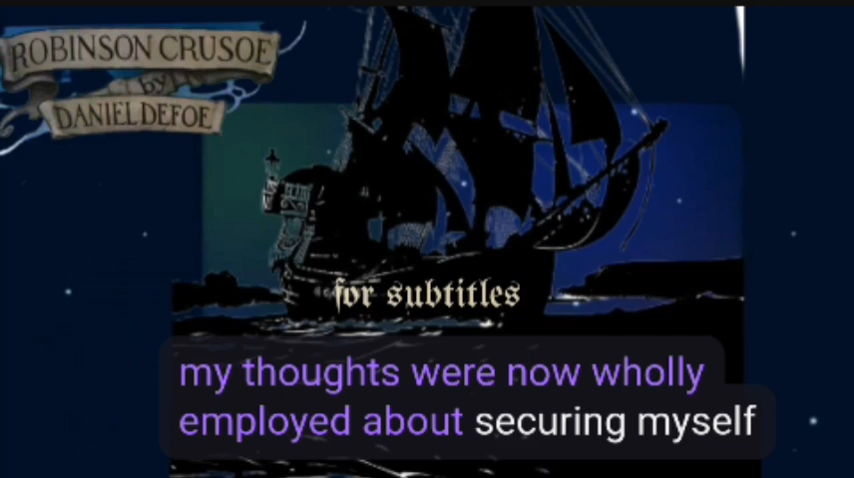 ROBINSON CRUSOE
by
DANIEL DEFOE
for subtitles
my thoughts were now wholly
employed about securing myself